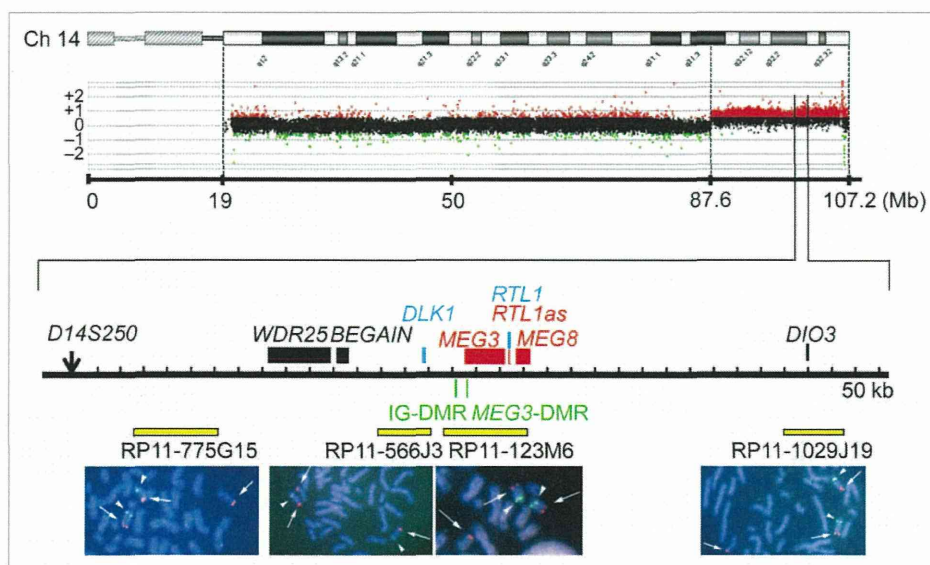 Ch 14
q12
+2
+1
0
−1
−2
0 19 50 87.6 107.2 (Mb)
RTL1
DLK1 RTL1as
D14S250 WDR25 BEGAIN MEG3 MEG8 DIO3
50 kb
IG-DMR MEG3-DMR
RP11-775G15 RP11-566J3 RP11-123M6 RP11-1029J19